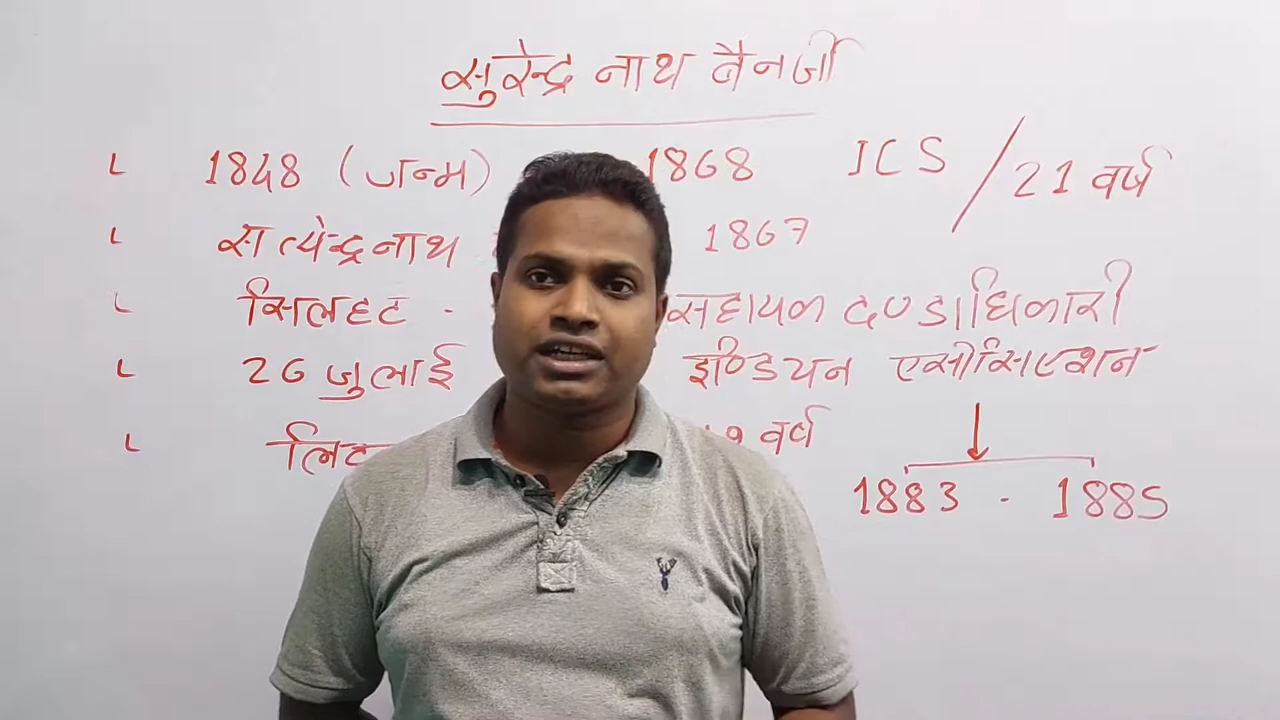 सुरेन्द्र नाथ बैनर्जी
1848 (जन्म) 1868 ICS / 21 वर्ष
सत्येन्द्रनाथ 1867
सिलहट - सहायक दण्डाधिकारी
26 जुलाई इण्डियन एसोसिएशन
वर्ष
1883 - 1885